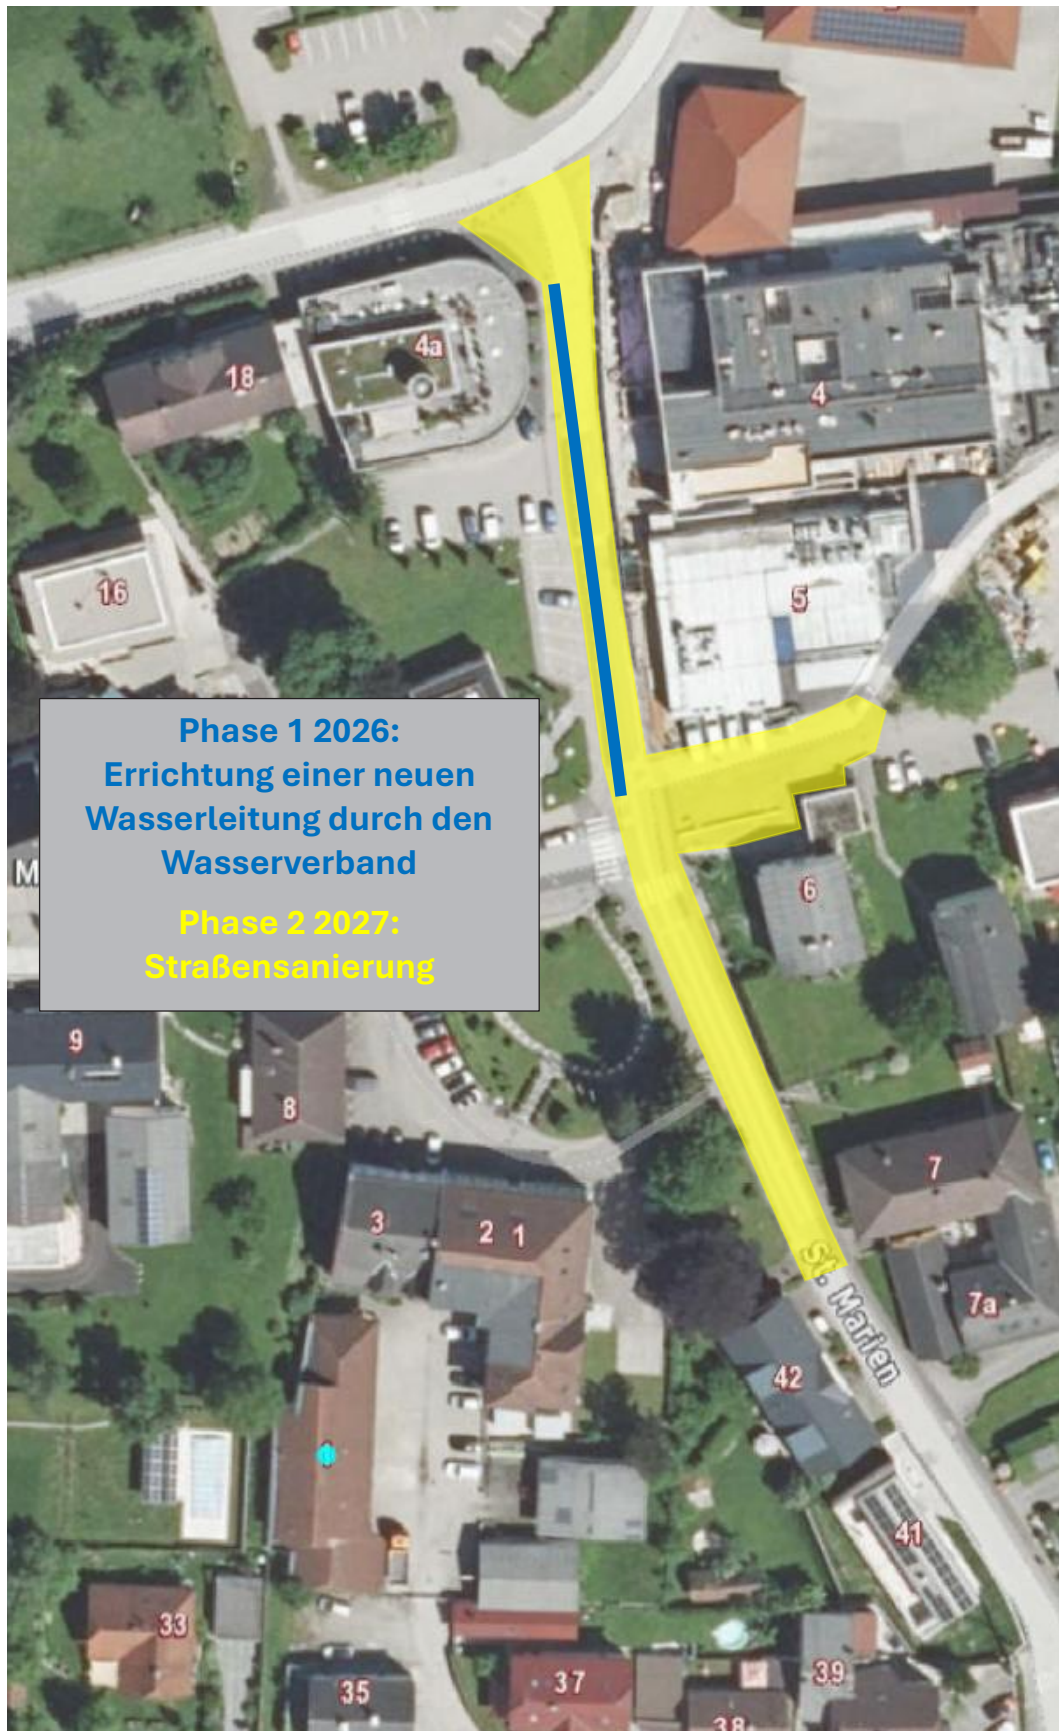 4a
18
4
16
5
Phase 1 2026:
Errichtung einer neuen
Wasserleitung durch den
Wasserverband
Phase 2 2027:
Straßensanierung
M
6
9
8
7
3
2 1
St. Marien
7a
42
41
33
35
37
39
38